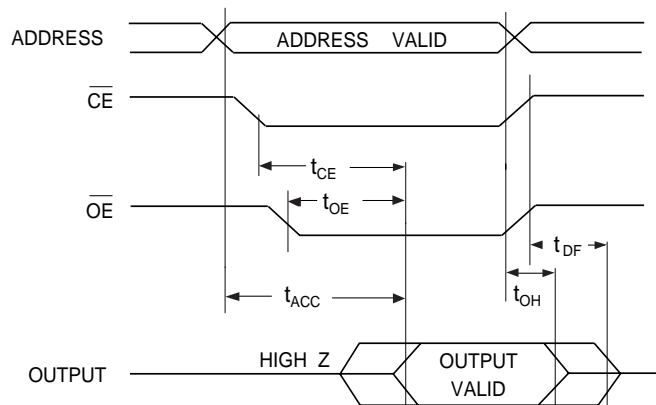 ADDRESS
ADDRESS VALID
CE
tCE
tOE
OE
tDF
tACC
tOH
HIGH Z
OUTPUT
OUTPUT
VALID